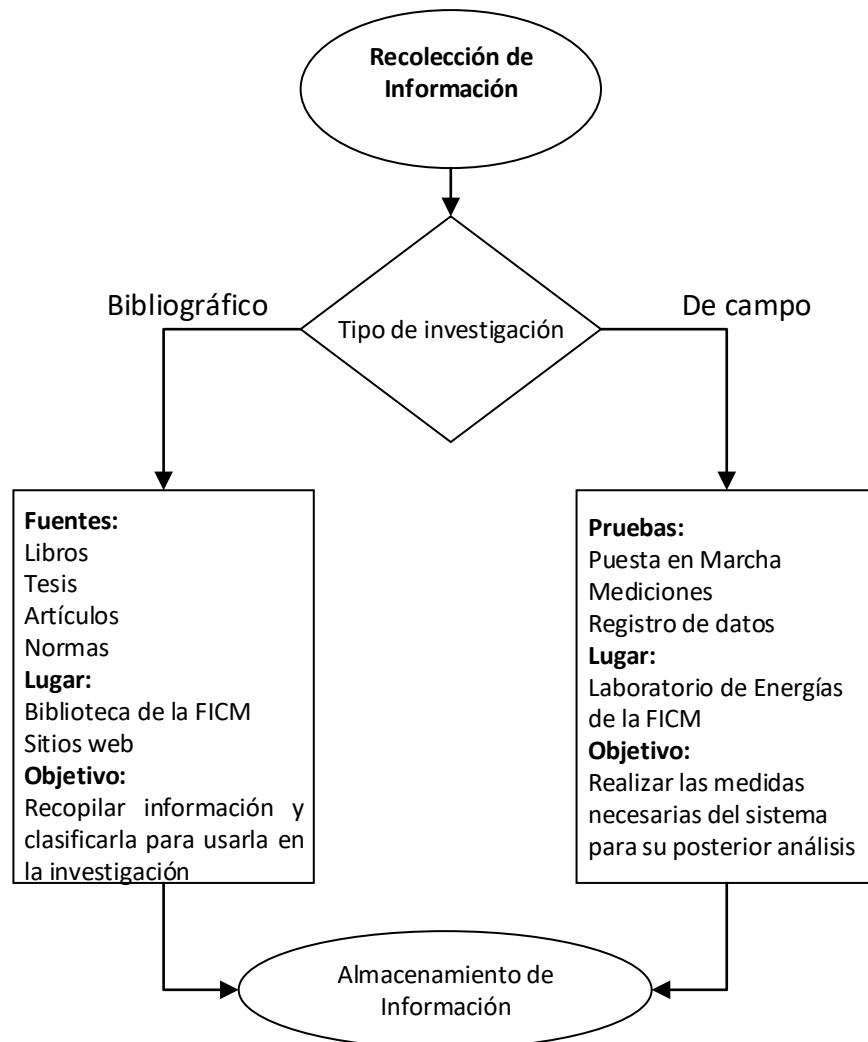 Recolección de
Información
Bibliográfico
De campo
Tipo de investigación
Fuentes:
Libros
Tesis
Artículos
Normas
Lugar:
Biblioteca de la FICM
Sitios web
Objetivo:
Recopilar información y
clasificarla para usarla en
la investigación
Pruebas:
Puesta en Marcha
Mediciones
Registro de datos
Lugar:
Laboratorio de Energías
de la FICM
Objetivo:
Realizar las medidas
necesarias del sistema
para su posterior análisis
Almacenamiento de
Información